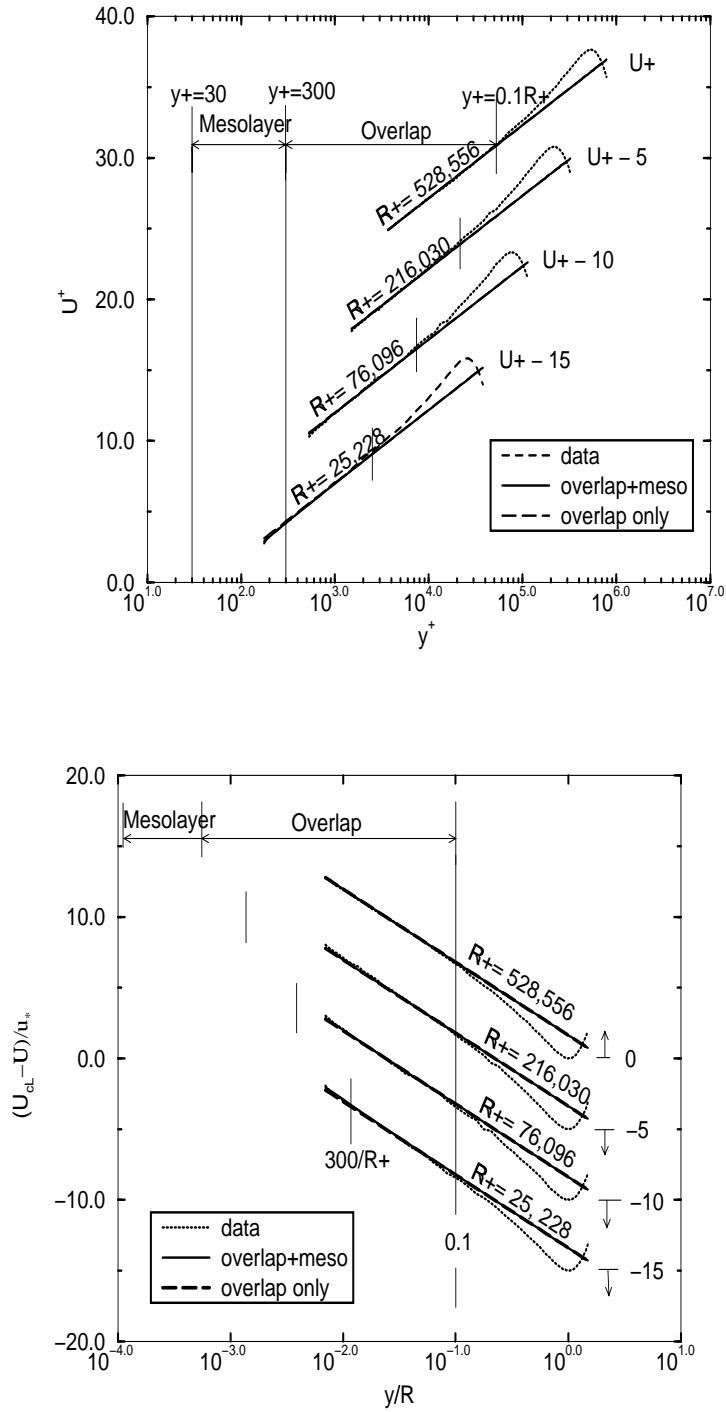 40.0
30.0
20.0
10.0
0.0
U+
y+=30
y+=300
y+=0.1R+
Mesolayer
Overlap
U+
U+ − 5
U+ − 10
U+ − 15
R+= 528,556
R+= 216,030
R+= 76,096
R+= 25,228
data
overlap+meso
overlap only
10^1.0 10^2.0 10^3.0 10^4.0 10^5.0 10^6.0 10^7.0
y+
20.0
10.0
0.0
−10.0
−20.0
(U_cL−U)/u_*
Mesolayer
Overlap
R+= 528,556
R+= 216,030
R+= 76,096
R+= 25, 228
0
−5
−10
−15
300/R+
0.1
data
overlap+meso
overlap only
10^−4.0 10^−3.0 10^−2.0 10^−1.0 10^0.0 10^1.0
y/R